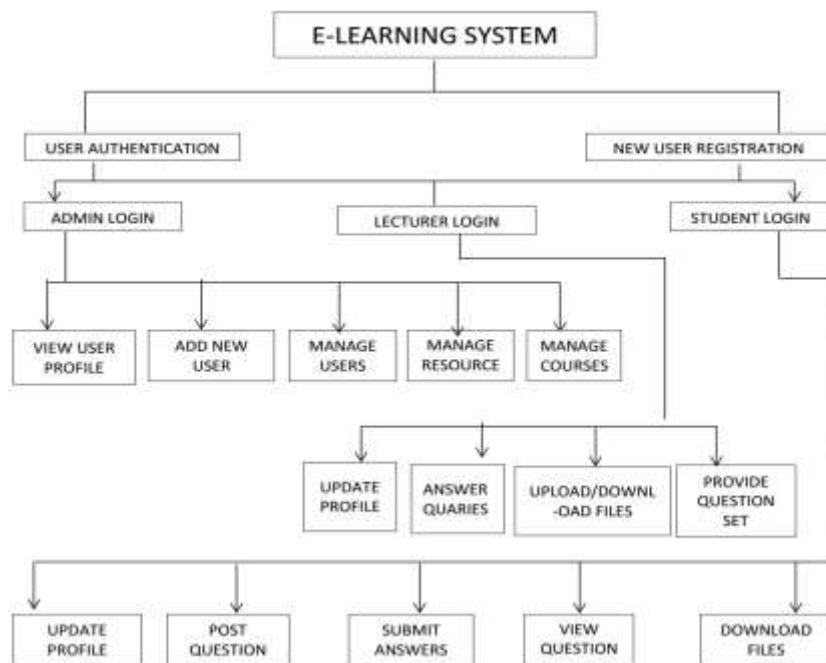 E-LEARNING SYSTEM
USER AUTHENTICATION
NEW USER REGISTRATION
ADMIN LOGIN
LECTURER LOGIN
STUDENT LOGIN
VIEW USER
PROFILE
ADD NEW
USER
MANAGE
USERS
MANAGE
RESOURCE
MANAGE
COURSES
UPDATE
PROFILE
ANSWER
QUARIES
UPLOAD/DOWNL
-OAD FILES
PROVIDE
QUESTION
SET
UPDATE
PROFILE
POST
QUESTION
SUBMIT
ANSWERS
VIEW
QUESTION
DOWNLOAD
FILES